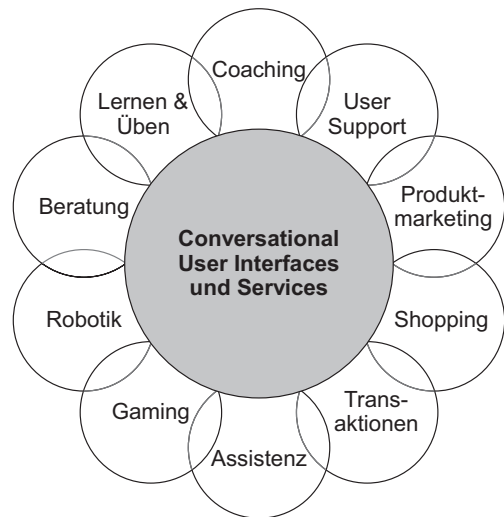 Coaching
User
Support
Produkt-
marketing
Shopping
Trans-
aktionen
Assistenz
Gaming
Robotik
Beratung
Lernen &
Üben
Conversational
User Interfaces
und Services